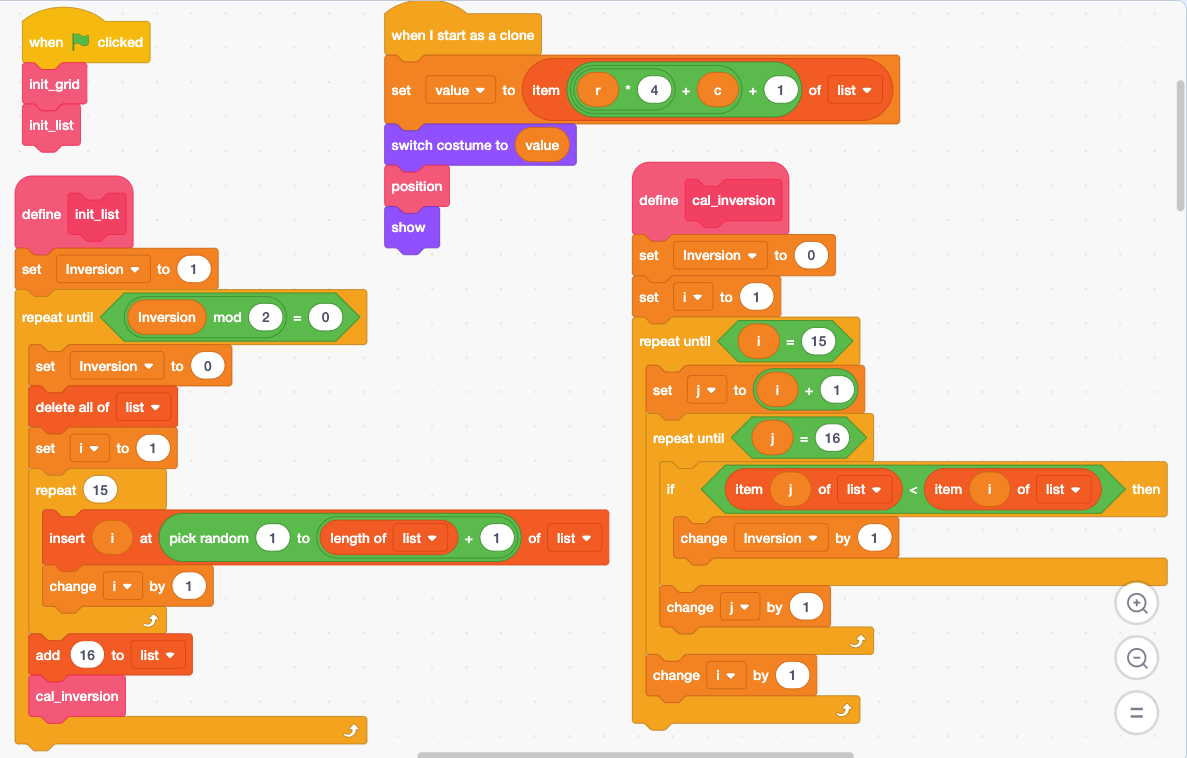 when clicked
init_grid
init_list
define init_list
set Inversion to 1
repeat until Inversion mod 2 = 0
set Inversion to 0
delete all of list
set i to 1
repeat 15
insert i at pick random 1 to length of list + 1 of list
change i by 1
add 16 to list
cal_inversion
when I start as a clone
set value to item r * 4 + c + 1 of list
switch costume to value
position
show
define cal_inversion
set Inversion to 0
set i to 1
repeat until i = 15
set j to i + 1
repeat until j = 16
if item j of list < item i of list then
change Inversion by 1
change j by 1
change i by 1